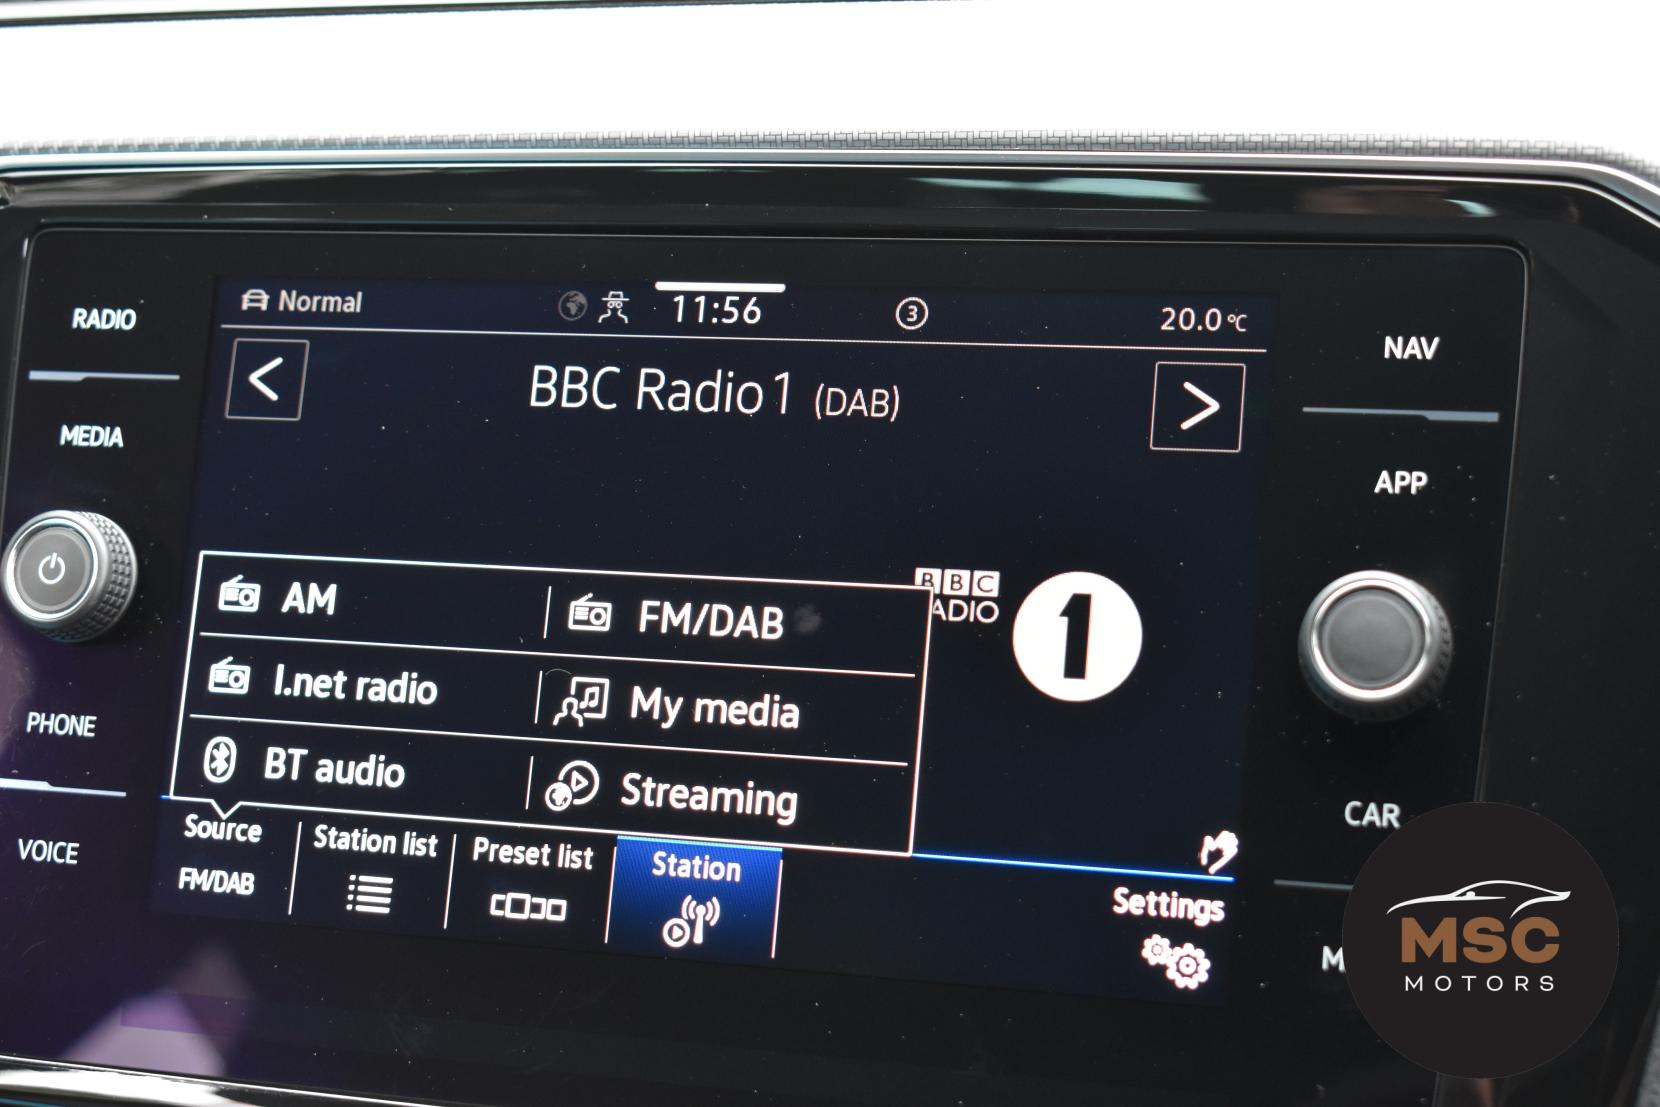 RADIO
MEDIA
PHONE
VOICE
Normal
11:56
3
20.0 °C
<
BBC Radio 1 (DAB)
>
AM
FM/DAB
I.net radio
My media
BT audio
Streaming
BBC
ADIO
1
Source
FM/DAB
Station list
Preset list
Station
Settings
NAV
APP
CAR
M
MSC
MOTORS